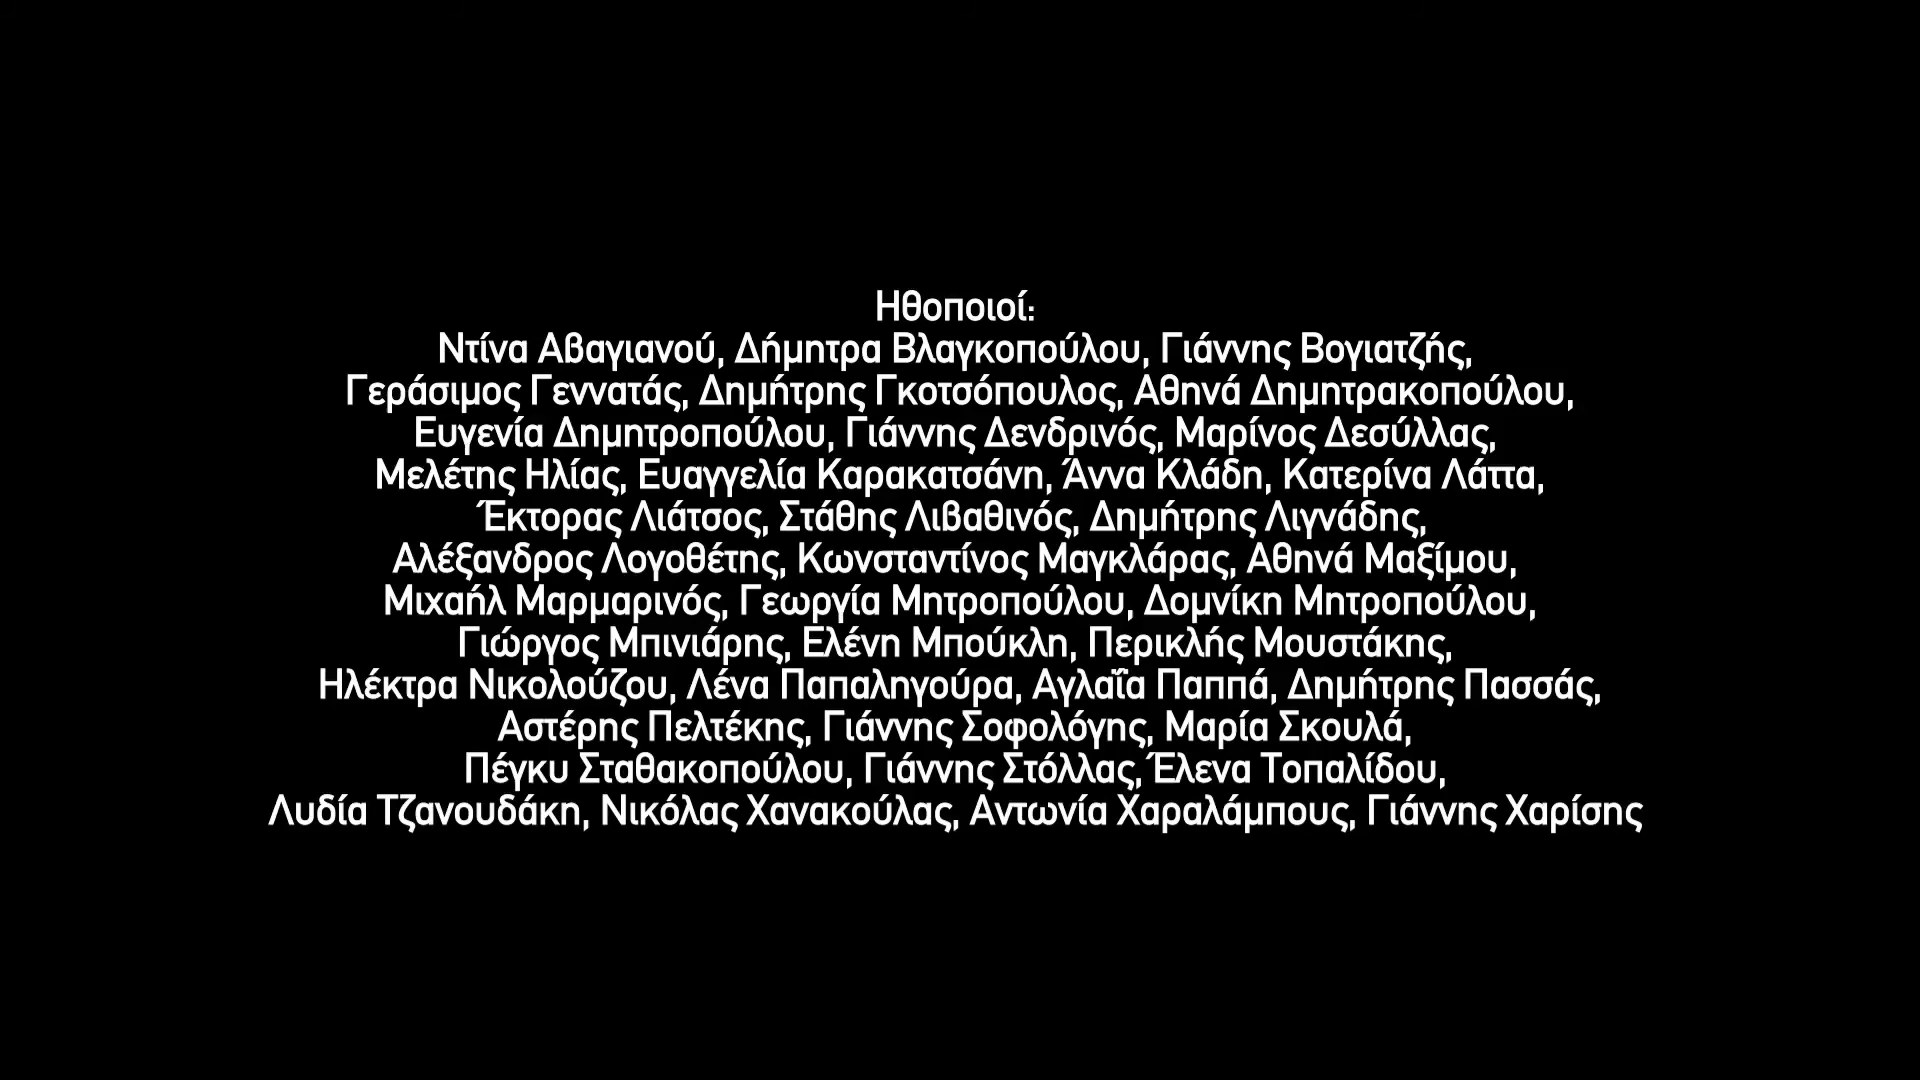 Ηθοποιοί:
Ντίνα Αβαγιανού, Δήμητρα Βλαγκοπούλου, Γιάννης Βογιατζής,
Γεράσιμος Γεννατάς, Δημήτρης Γκοτσόπουλος, Αθηνά Δημητρακοπούλου,
Ευγενία Δημητροπούλου, Γιάννης Δενδρινός, Μαρίνος Δεσύλλας,
Μελέτης Ηλίας, Ευαγγελία Καρακατσάνη, Άννα Κλάδη, Κατερίνα Λάττα,
Έκτορας Λιάτσος, Στάθης Λιβαθινός, Δημήτρης Λιγνάδης,
Αλέξανδρος Λογοθέτης, Κωνσταντίνος Μαγκλάρας, Αθηνά Μαξίμου,
Μιχαήλ Μαρμαρινός, Γεωργία Μητροπούλου, Δομνίκη Μητροπούλου,
Γιώργος Μπινιάρης, Ελένη Μπούκλη, Περικλής Μουστάκης,
Ηλέκτρα Νικολούζου, Λένα Παπαληγούρα, Αγλαΐα Παππά, Δημήτρης Πασσάς,
Αστέρης Πελτέκης, Γιάννης Σοφολόγης, Μαρία Σκουλά,
Πέγκυ Σταθακοπούλου, Γιάννης Στόλλας, Έλενα Τοπαλίδου,
Λυδία Τζανουδάκη, Νικόλας Χανακούλας, Αντωνία Χαραλάμπους, Γιάννης Χαρίσης